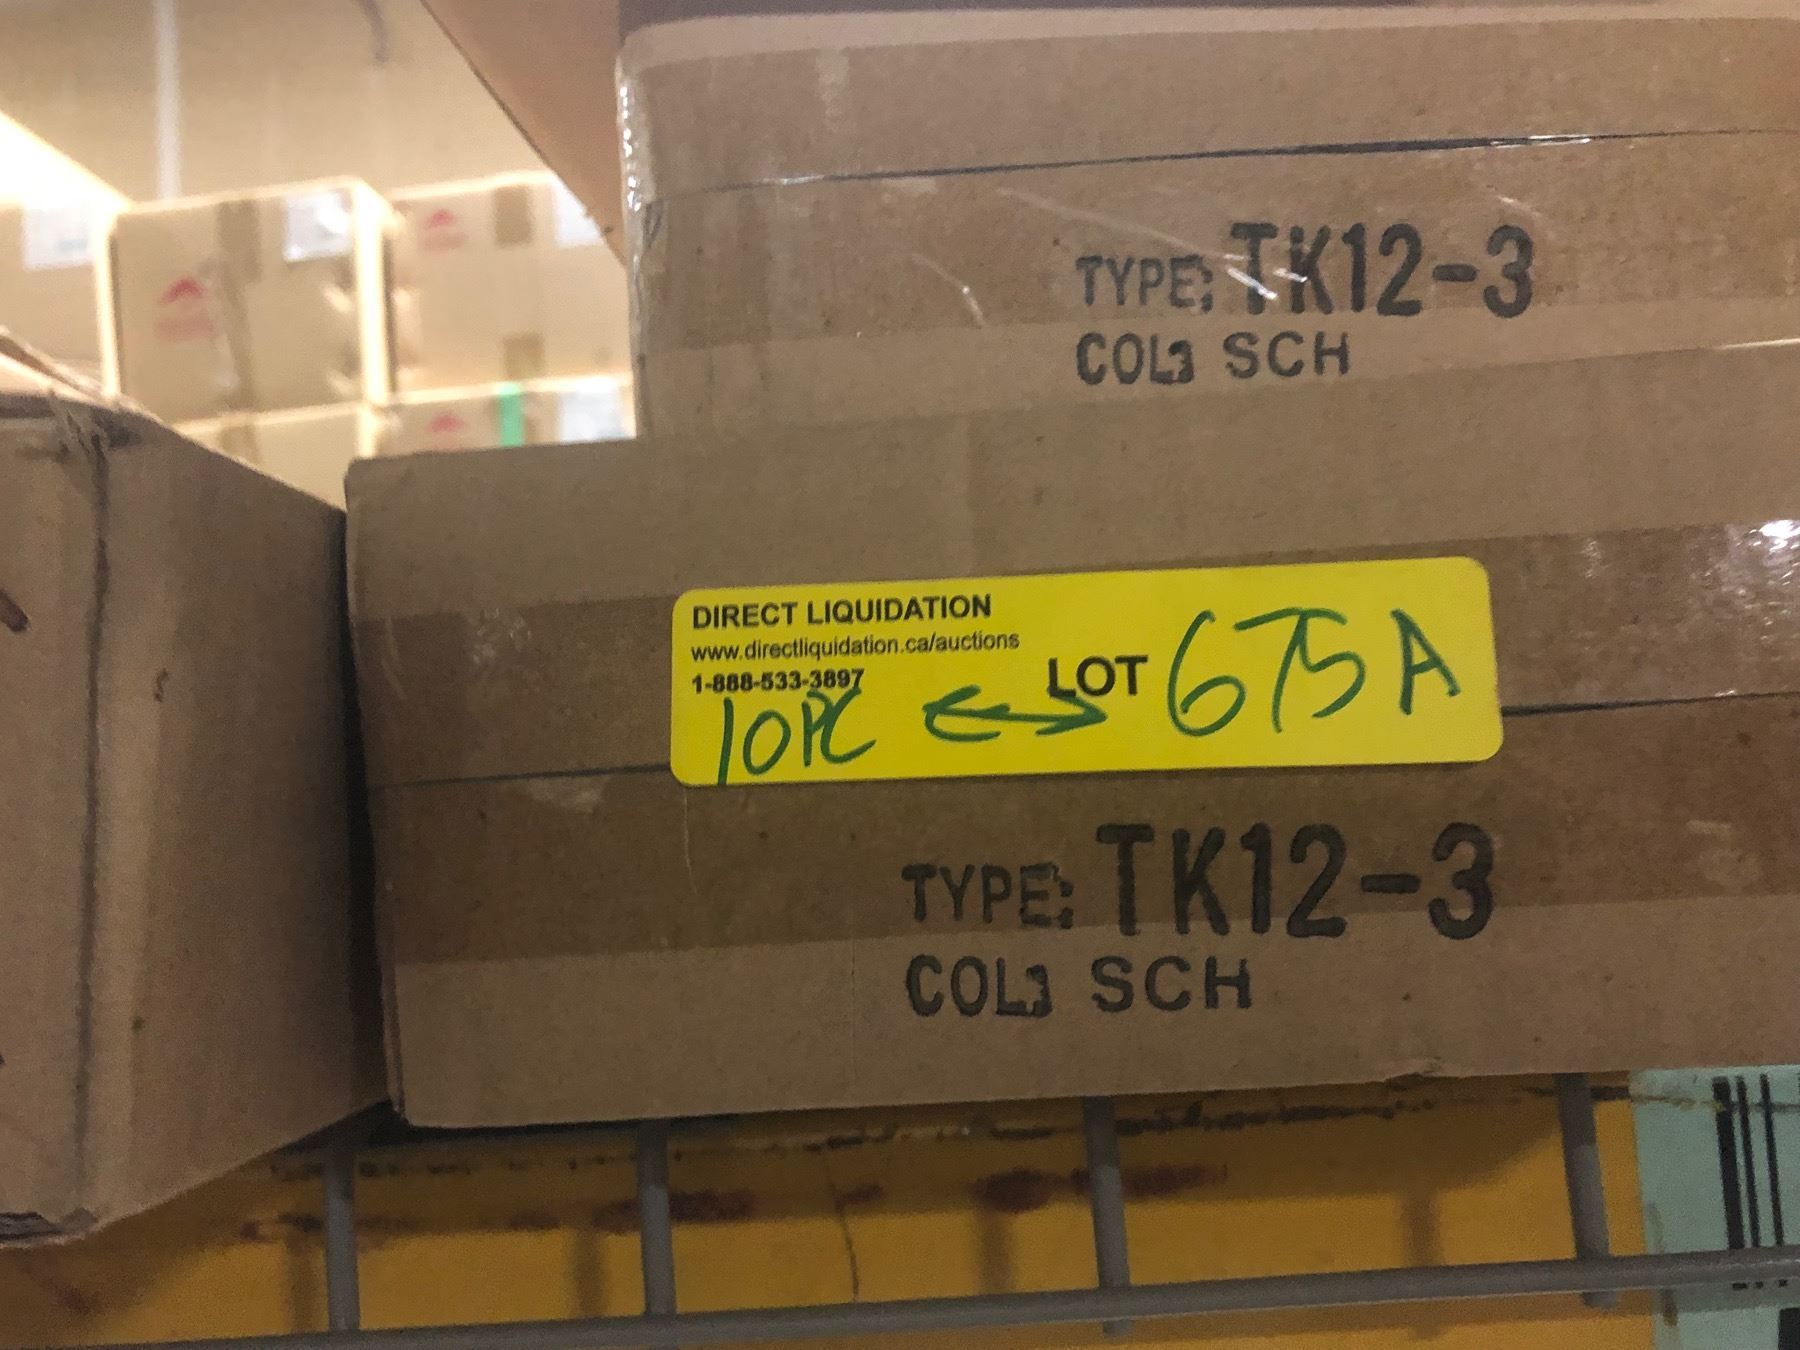 TYPE: TK12-3
COL: SCH
DIRECT LIQUIDATION
www.directliquidation.ca/auctions
1-888-533-3897
10PC ↔ LOT 675A
TYPE: TK12-3
COL: SCH